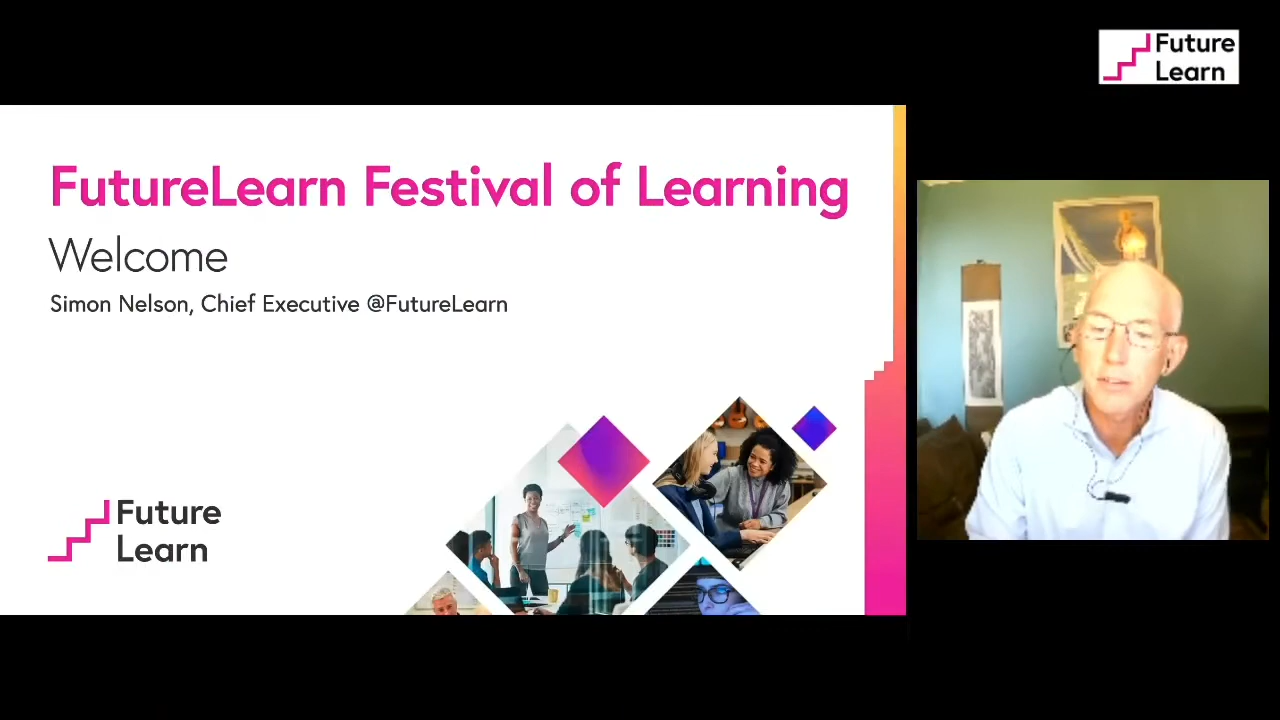 Future
Learn
FutureLearn Festival of Learning
Welcome
Simon Nelson, Chief Executive @FutureLearn
Future
Learn